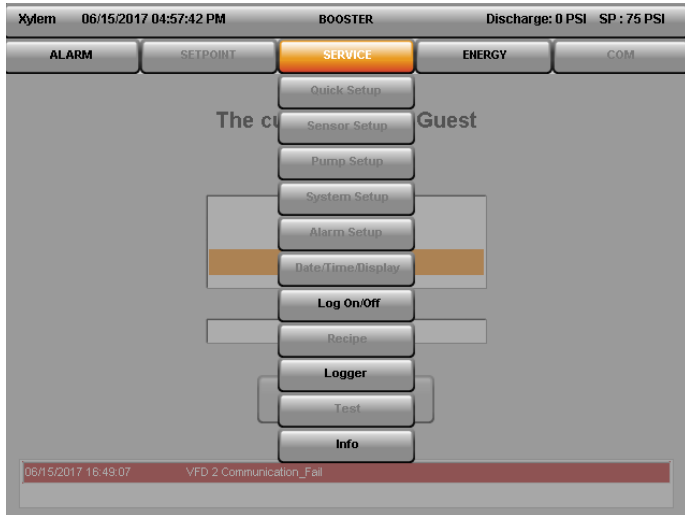 Xylem 06/15/2017 04:57:42 PM BOOSTER Discharge: 0 PSI SP : 75 PSI
ALARM SETPOINT SERVICE ENERGY COM
Quick Setup
The cu Guest
Sensor Setup
Pump Setup
System Setup
Alarm Setup
Date/Time/Display
Log On/Off
Recipe
Logger
Test
Info
06/15/2017 16:49:07 VFD 2 Communication_Fail